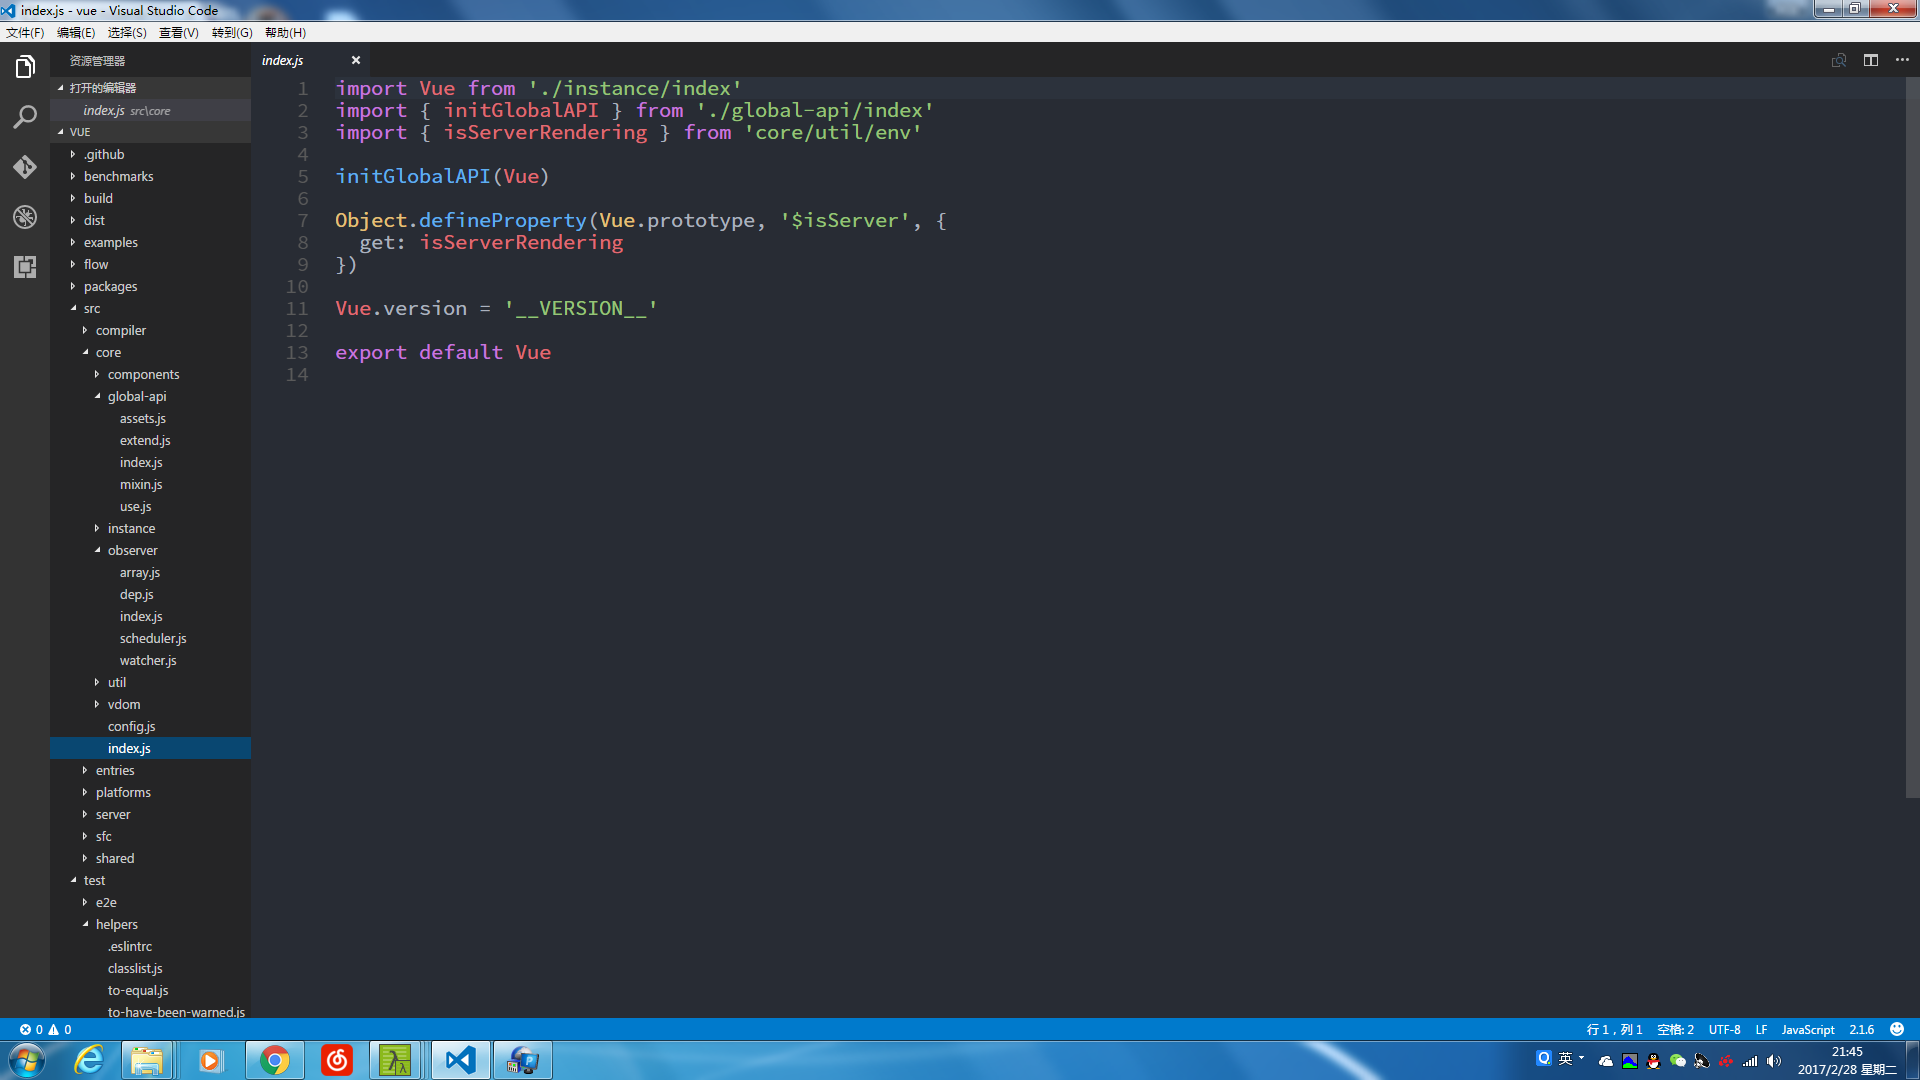 index.js - vue - Visual Studio Code
文件(F) 编辑(E) 选择(S) 查看(V) 转到(G) 帮助(H)
资源管理器
打开的编辑器
index.js src\core
VUE
.github
benchmarks
build
dist
examples
flow
packages
src
compiler
core
components
global-api
assets.js
extend.js
index.js
mixin.js
use.js
instance
observer
array.js
dep.js
index.js
scheduler.js
watcher.js
util
vdom
config.js
index.js
entries
platforms
server
sfc
shared
test
e2e
helpers
.eslintrc
classlist.js
to-equal.js
to-have-been-warned.js
index.js
1 import Vue from './instance/index'
2 import { initGlobalAPI } from './global-api/index'
3 import { isServerRendering } from 'core/util/env'
4
5 initGlobalAPI(Vue)
6
7 Object.defineProperty(Vue.prototype, '$isServer', {
8   get: isServerRendering
9 })
10
11 Vue.version = '__VERSION__'
12
13 export default Vue
14
0 0
行 1，列 1 空格: 2 UTF-8 LF JavaScript 2.1.6
英
21:45
2017/2/28 星期二